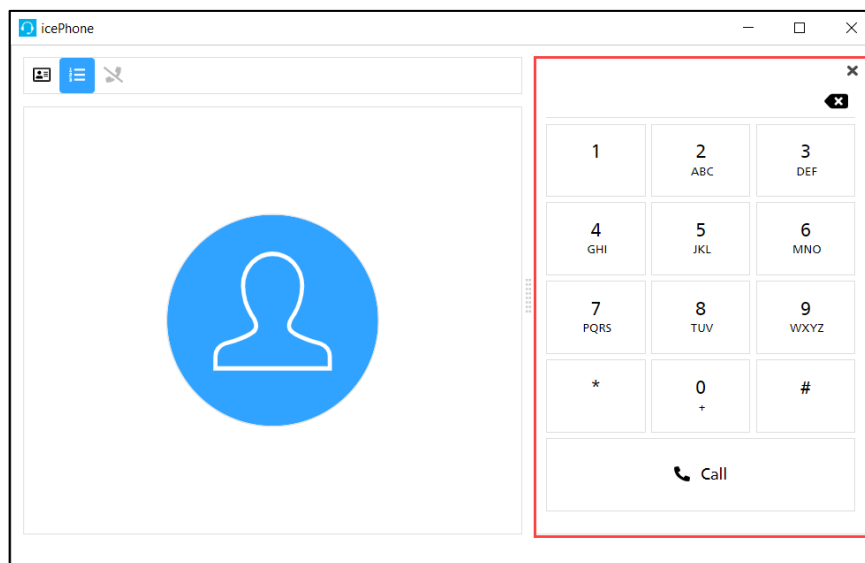 icePhone
1
2
ABC
3
DEF
4
GHI
5
JKL
6
MNO
7
PQRS
8
TUV
9
WXYZ
*
0
+
#
Call